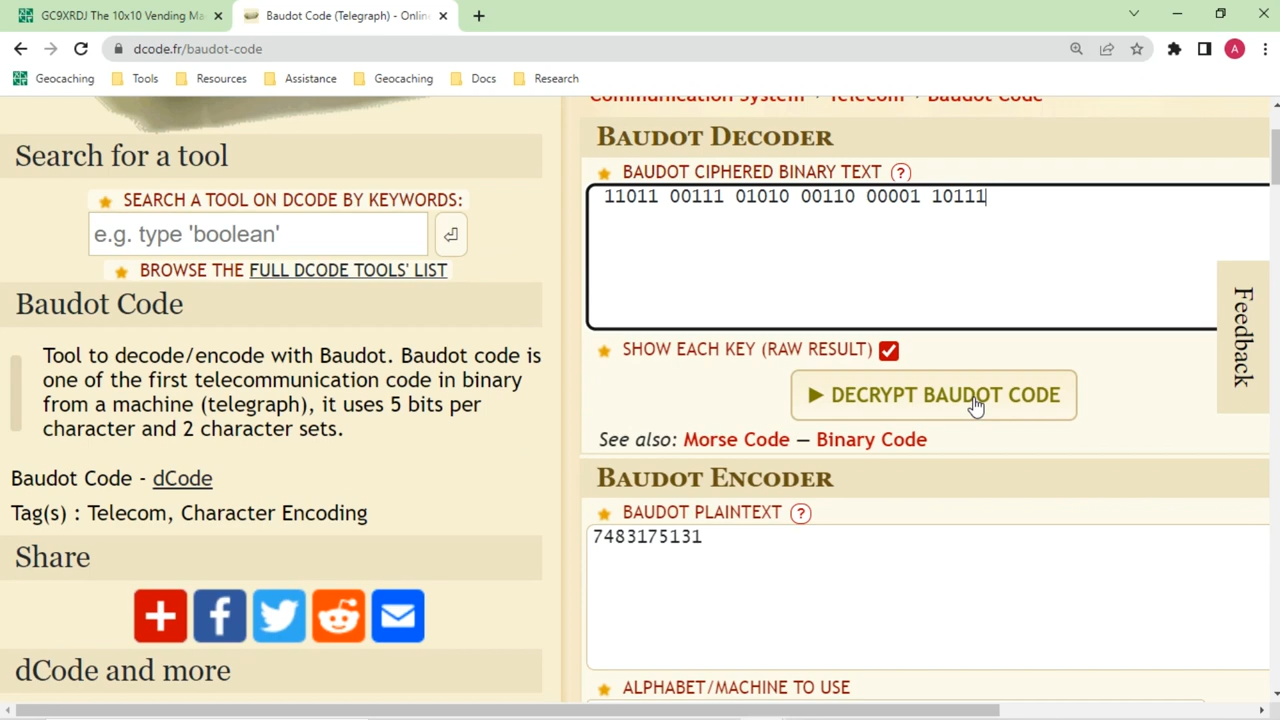 GC9XRDJ The 10x10 Vending Ma
Baudot Code (Telegraph) - Online
dcode.fr/baudot-code
A
Geocaching
Tools
Resources
Assistance
Geocaching
Docs
Research
Communication System
Telecom
Baudot Code
Search for a tool
SEARCH A TOOL ON DCODE BY KEYWORDS:
e.g. type 'boolean'
BROWSE THE FULL DCODE TOOLS' LIST
Baudot Code
Tool to decode/encode with Baudot. Baudot code is
one of the first telecommunication code in binary
from a machine (telegraph), it uses 5 bits per
character and 2 character sets.
Baudot Code - dCode
Tag(s) : Telecom, Character Encoding
Share
dCode and more
BAUDOT DECODER
BAUDOT CIPHERED BINARY TEXT ?
11011 00111 01010 00110 00001 10111
SHOW EACH KEY (RAW RESULT)
▶ DECRYPT BAUDOT CODE
See also: Morse Code — Binary Code
BAUDOT ENCODER
BAUDOT PLAINTEXT ?
7483175131
ALPHABET/MACHINE TO USE
Feedback